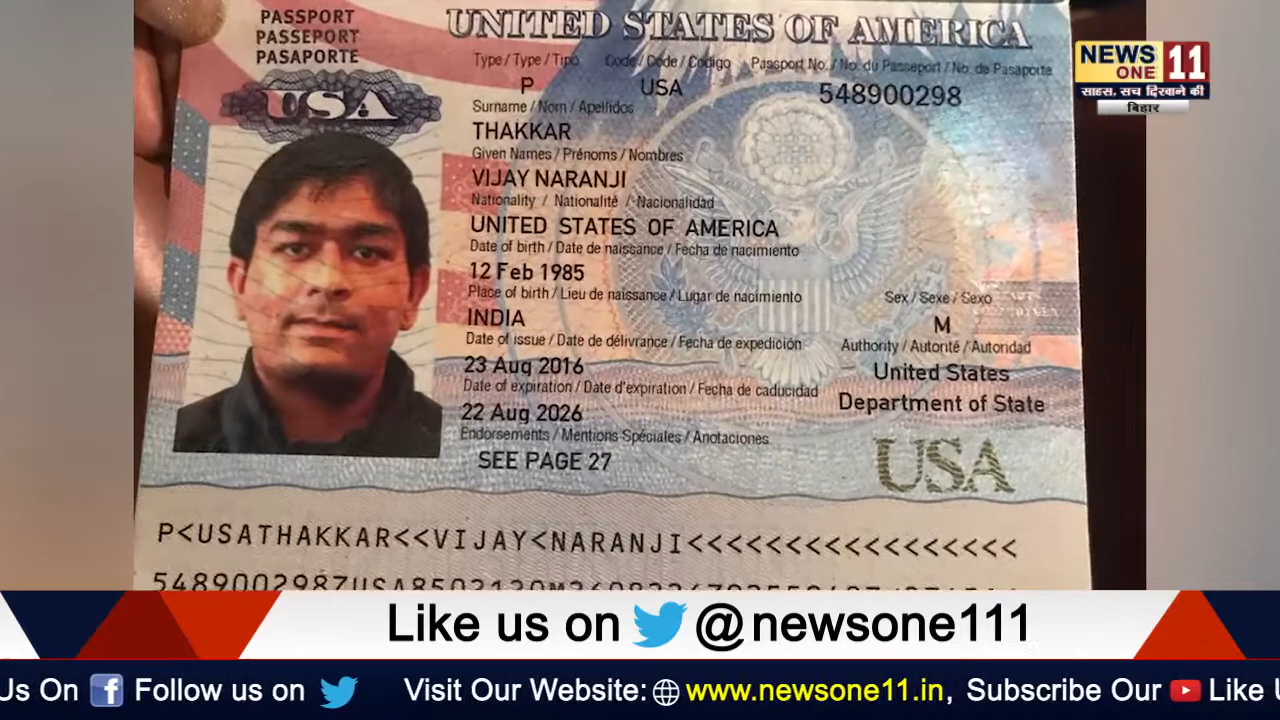 PASSPORT
PASSEPORT
PASAPORTE
USA
UNITED STATES OF AMERICA
Type / Type / Tipo Code / Code / Codigo Passport No. / No. du Passeport / No. de Pasaporte
P USA 548900298
Surname / Nom / Apellidos
THAKKAR
Given Names / Prénoms / Nombres
VIJAY NARANJI
Nationality / Nationalité / Nacionalidad
UNITED STATES OF AMERICA
Date of birth / Date de naissance / Fecha de nacimiento
12 Feb 1985
Place of birth / Lieu de naissance / Lugar de nacimiento
Sex / Sexe / Sexo
INDIA
M
Date of issue / Date de délivrance / Fecha de expedición
Authority / Autorité / Autoridad
23 Aug 2016
United States
Date of expiration / Date d'expiration / Fecha de caducidad
Department of State
22 Aug 2026
Endorsements / Mentions Spéciales / Anotaciones
SEE PAGE 27
USA
P<USATHAKKAR<<VIJAY<NARANJI<<<<<<<<<<<<<<<<<
NEWS
ONE 11
साहस, सच दिखाने की
बिहार
Like us on @newsone111
Us On Follow us on Visit Our Website: www.newsone11.in, Subscribe Our Like